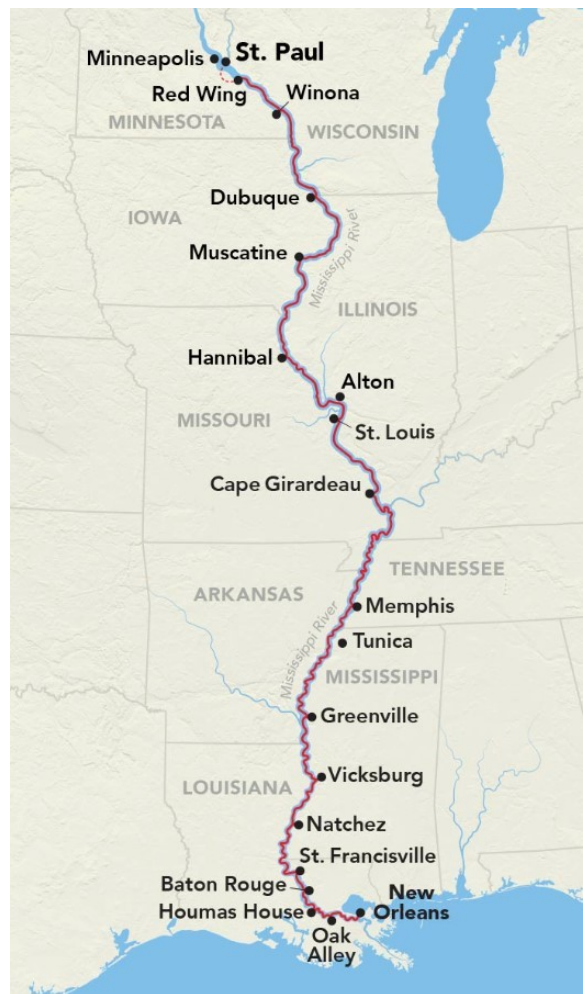 St. Paul
Minneapolis
Red Wing
Winona
MINNESOTA
WISCONSIN
Dubuque
IOWA
Mississippi River
Muscatine
ILLINOIS
Hannibal
Alton
MISSOURI
St. Louis
Cape Girardeau
TENNESSEE
ARKANSAS
Memphis
Mississippi River
Tunica
MISSISSIPPI
Greenville
Vicksburg
LOUISIANA
Natchez
St. Francisville
Baton Rouge
New
Orleans
Houmas House
Oak
Alley